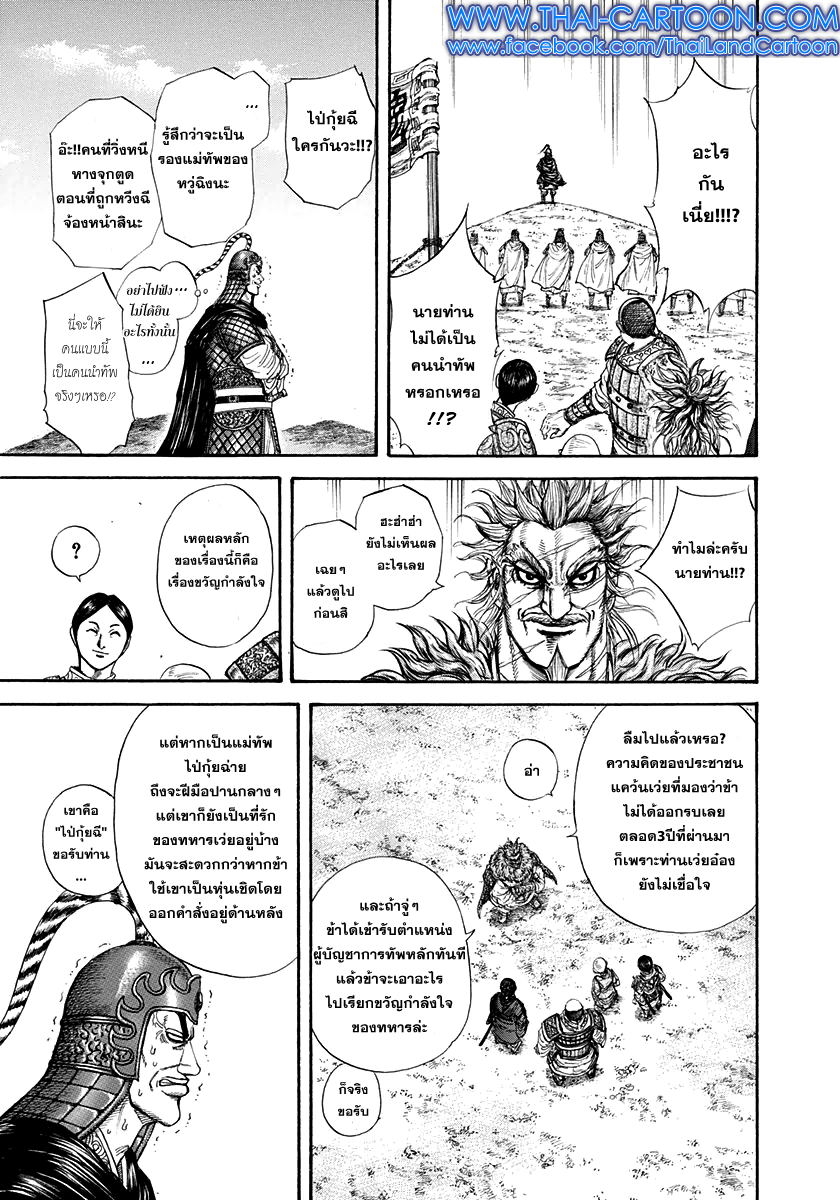 WWW.THAI-CARTOON.COM
www.facebook.com/ThaiLandCartoon
อะไร
กัน
เนี่ย!!!?
นายท่าน
ไม่ได้เป็น
คนนำทัพ
หรอกเหรอ
!!?
ไป่กุ้ยฉี
ใครกันวะ!!?
...
รู้สึกว่าจะเป็น
รองแม่ทัพของ
หวู่ฉิงนะ
อ๊ะ!!คนที่วิ่งหนี
ทางจุกตูด
ตอนที่ถูกหวีงฉี
จ้องหน้าสินะ
อย่าไปฟัง...
ไม่ได้ยิน
อะไรทั้งนั้น
...
นี่จะให้
คนแบบนี้
เป็นคนนำทัพ
จริงๆเหรอ!?
ทำไมล่ะครับ
นายท่าน!!?
ฮะฮ่าฮ่า
ยังไม่เห็นผล
อะไรเลย
เฉยๆ
แล้วดูไป
ก่อนสิ
เหตุผลหลัก
ของเรื่องนี้ก็คือ
เรื่องขวัญกำลังใจ
?
ลืมไปแล้วเหรอ?
ความคิดของประชาชน
แคว้นเว่ยที่มองว่าข้า
ไม่ได้ออกรบเลย
ตลอด3ปีที่ผ่านมา
ก็เพราะท่านเว่ยอ๋อง
ยังไม่เชื่อใจ
อ่า
และถ้าจู่ๆ
ข้าได้เข้ารับตำแหน่ง
ผู้บัญชาการทัพหลักทันที
แล้วข้าจะเอาอะไร
ไปเรียกขวัญกำลังใจ
ของทหารล่ะ
ก็จริง
ขอรับ
แต่หากเป็นแม่ทัพ
ไป่กุ้ยฉ่าย
ถึงจะฝีมือปานกลางๆ
แต่เขาก็ยังเป็นที่รัก
ของทหารเว่ยอยู่บ้าง
มันจะสะดวกกว่าหากข้า
ใช้เขาเป็นหุ่นเชิดโดย
ออกคำสั่งอยู่ด้านหลัง
เขาคือ
"ไป่กุ้ยฉี"
ขอรับท่าน
...